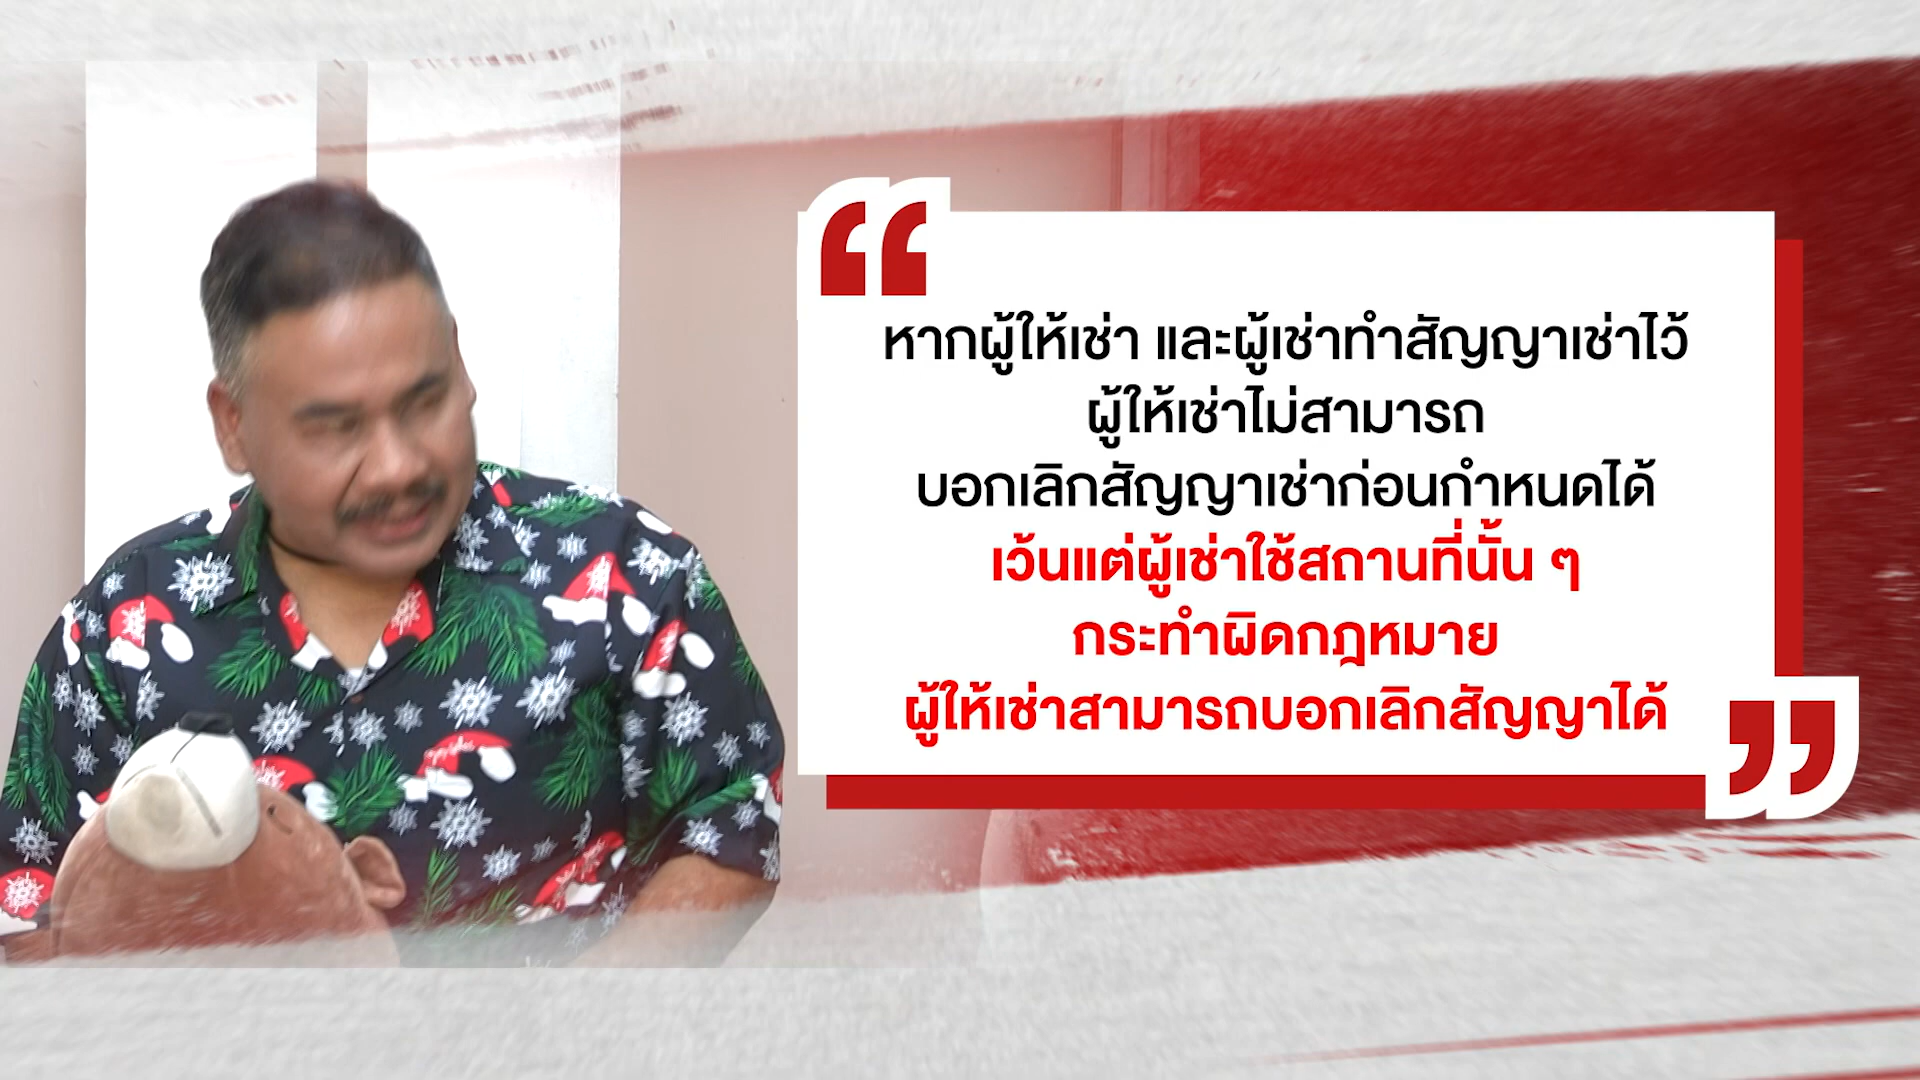 หากผู้ให้เช่า และผู้เช่าทำสัญญาเช่าไว้
ผู้ให้เช่าไม่สามารถ
บอกเลิกสัญญาเช่าก่อนกำหนดได้
เว้นแต่ผู้เช่าใช้สถานที่นั้น ๆ
กระทำผิดกฎหมาย
ผู้ให้เช่าสามารถบอกเลิกสัญญาได้